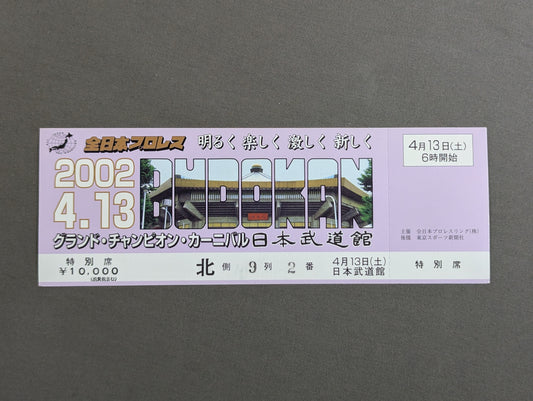 全日本プロレス 明るく 楽しく 激しく 新しく
2002
4.13
BUDOKAN
グランド・チャンピオン・カーニバル 日本武道館
特別席
¥10,000
(消費税含む)
北側 9列 2番
4月13日(土)
日本武道館
4月13日(土)
6時開始
主催 全日本プロレスリング(株)
後援 東京スポーツ新聞社
特別席